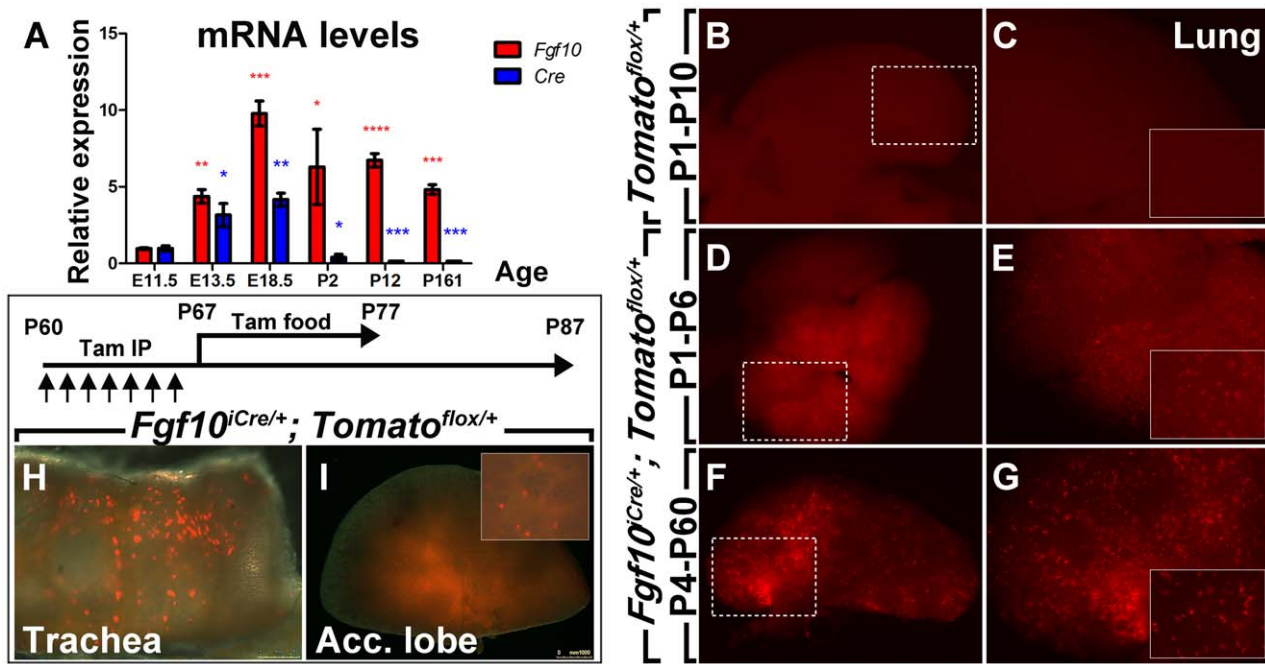 A
mRNA levels
Relative expression
15
10
5
0
Fgf10
Cre
***
*
****
**
*
**
***
*
***
***
E11.5 E13.5 E18.5 P2 P12 P161
Age
P60 P67 P77 P87
Tam food
Tam IP
Fgf10iCre/+; Tomatoflox/+
H
Trachea
I
Acc. lobe
0 mm1000
Tomatoflox/+
P1-P10
B
C
Lung
Fgf10iCre/+; Tomatoflox/+
P1-P6
D
E
P4-P60
F
G